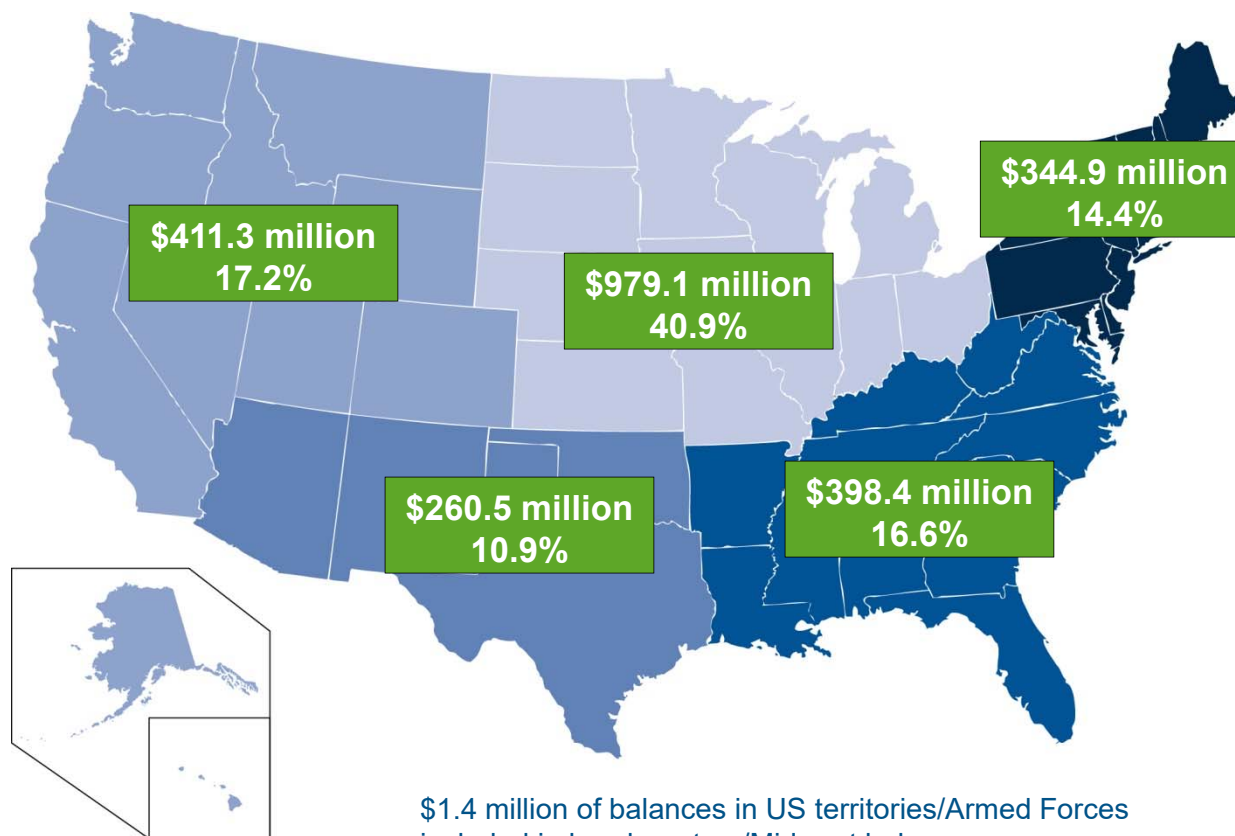 $344.9 million
14.4%
$411.3 million
17.2%
$979.1 million
40.9%
$260.5 million
10.9%
$398.4 million
16.6%
$1.4 million of balances in US territories/Armed Forces